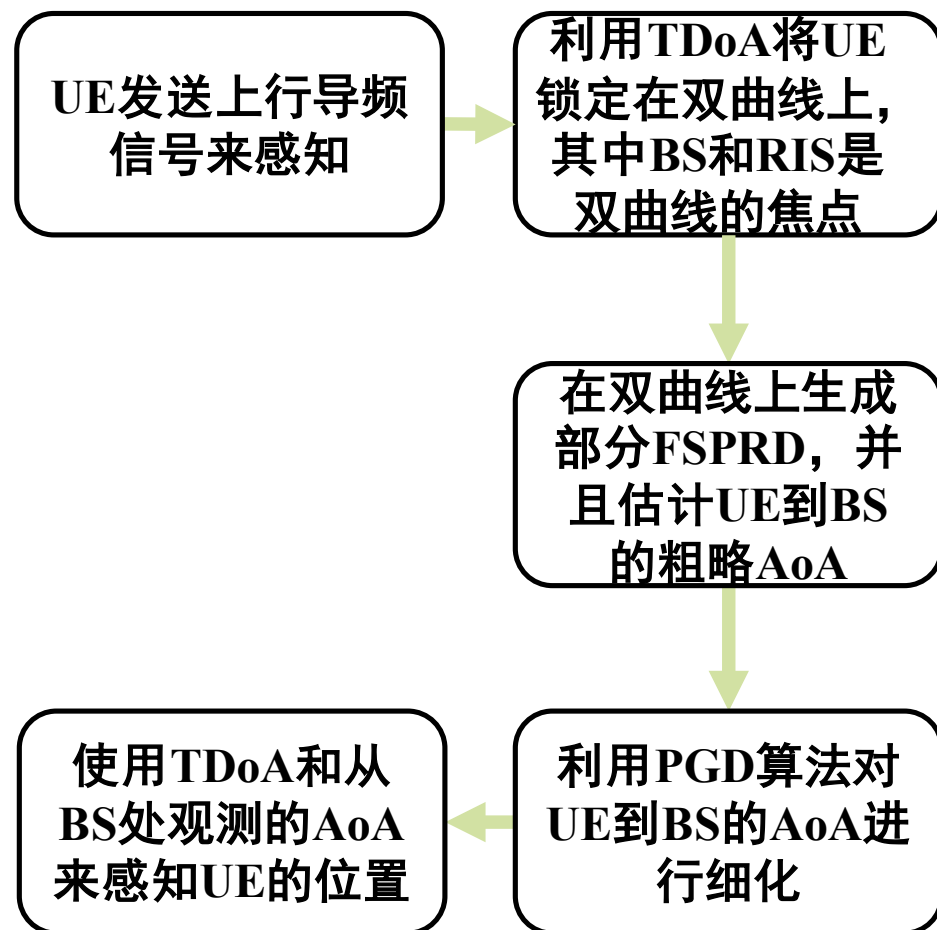 UE发送上行导频
信号来感知
利用TDoA将UE
锁定在双曲线上，
其中BS和RIS是
双曲线的焦点
在双曲线上生成
部分FSPRD，并
且估计UE到BS
的粗略AoA
利用PGD算法对
UE到BS的AoA进
行细化
使用TDoA和从
BS处观测的AoA
来感知UE的位置